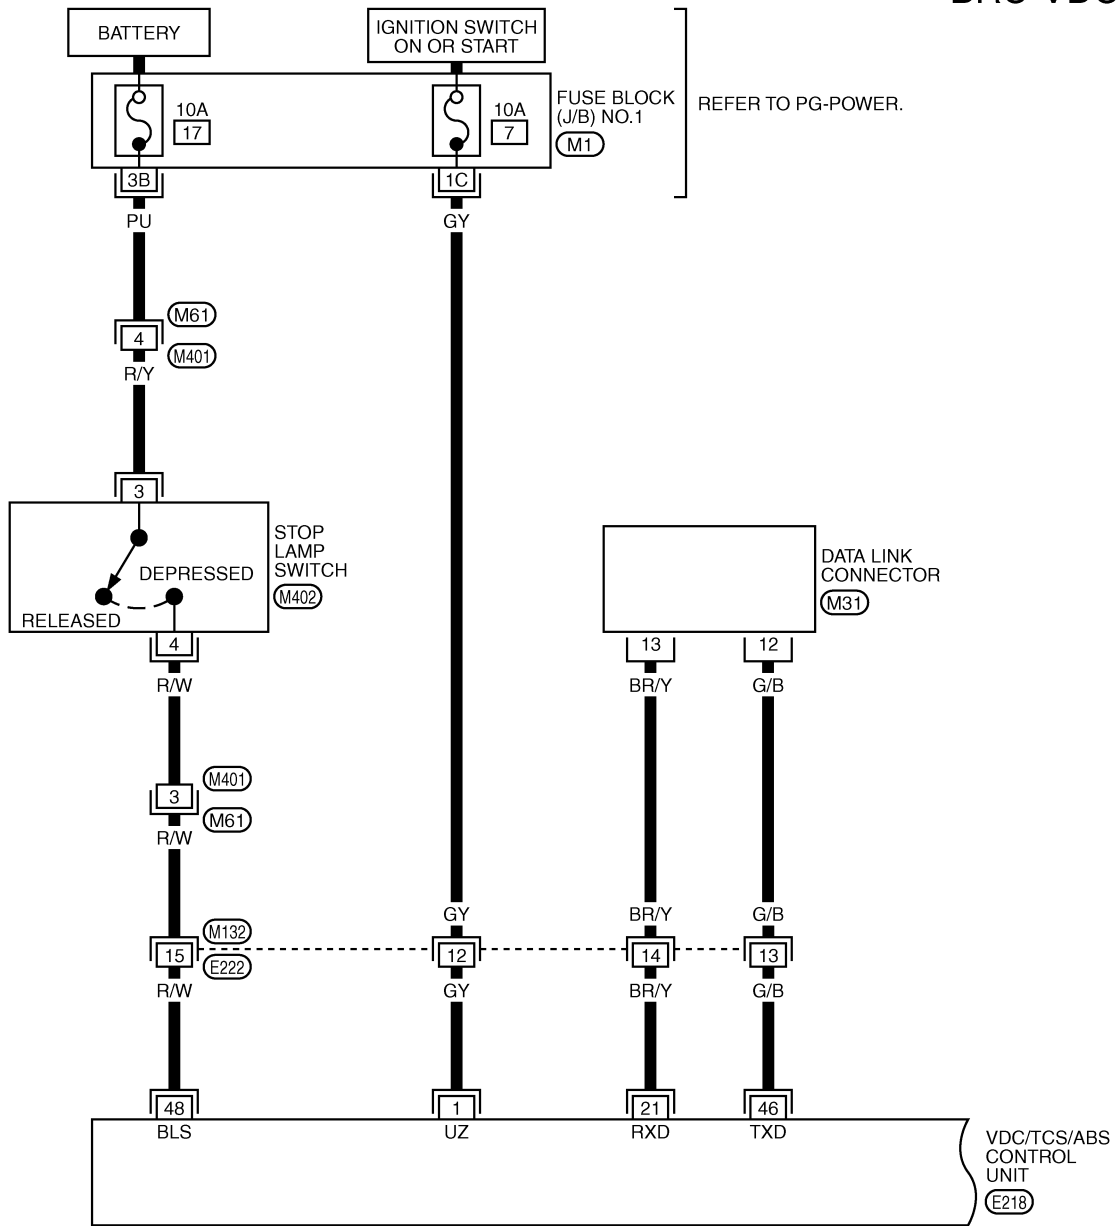 BATTERY
IGNITION SWITCH
ON OR START
10A
17
10A
7
FUSE BLOCK
(J/B) NO.1
M1
REFER TO PG-POWER.
3B
1C
PU
GY
M61
4
M401
R/Y
3
STOP
LAMP
SWITCH
M402
DEPRESSED
RELEASED
DATA LINK
CONNECTOR
M31
4
13
12
R/W
BR/Y
G/B
M401
3
M61
R/W
GY
BR/Y
G/B
M132
15
12
14
13
E222
R/W
GY
BR/Y
G/B
48
1
21
46
BLS
UZ
RXD
TXD
VDC/TCS/ABS
CONTROL
UNIT
E218